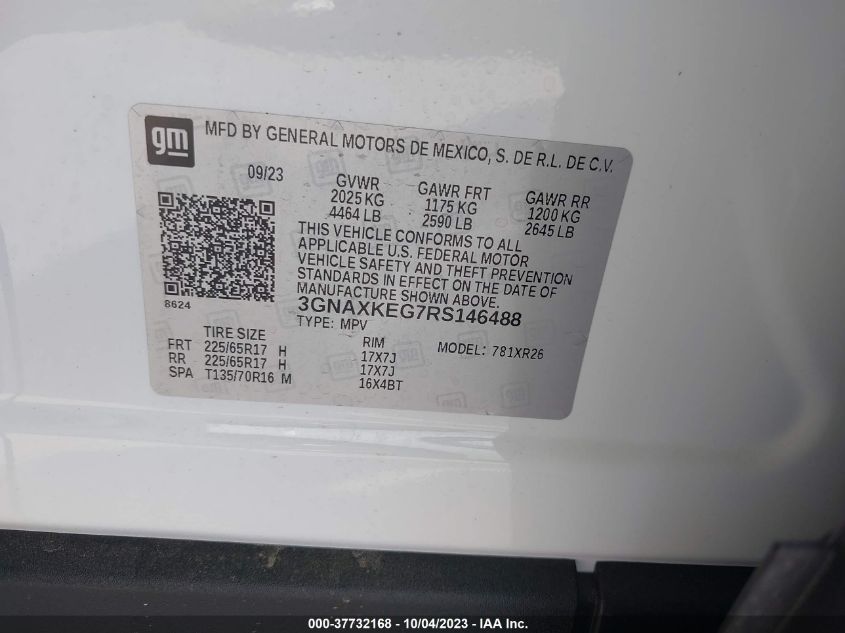 gm
MFD BY GENERAL MOTORS DE MEXICO, S. DE R.L. DE C.V.
09/23
GVWR GAWR FRT GAWR RR
2025 KG 1175 KG 1200 KG
4464 LB 2590 LB 2645 LB
THIS VEHICLE CONFORMS TO ALL
APPLICABLE U.S. FEDERAL MOTOR
VEHICLE SAFETY AND THEFT PREVENTION
STANDARDS IN EFFECT ON THE DATE OF
MANUFACTURE SHOWN ABOVE.
8624
3GNAXKEG7RS146488
TYPE: MPV
TIRE SIZE RIM MODEL: 781XR26
FRT 225/65R17 H 17X7J
RR 225/65R17 H 17X7J
SPA T135/70R16 M 16X4BT
000-37732168 - 10/04/2023 - IAA Inc.